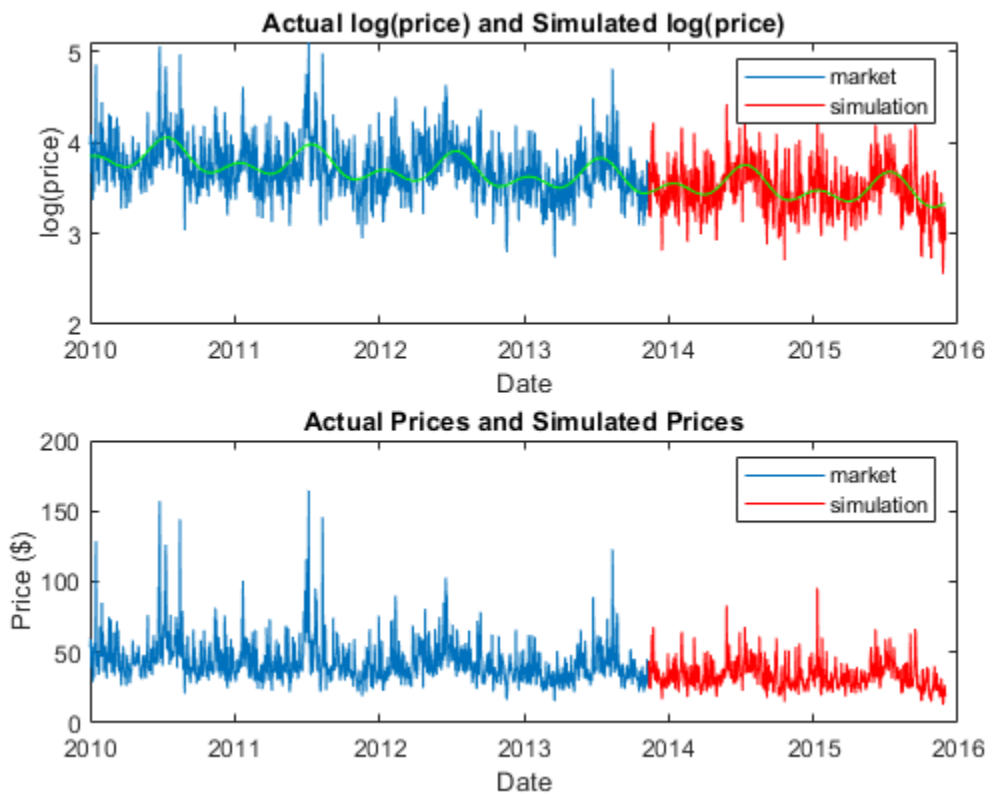 Actual log(price) and Simulated log(price)
log(price)
5
4
3
2
market
simulation
2010 2011 2012 2013 2014 2015 2016
Date
Actual Prices and Simulated Prices
Price ($)
200
150
100
50
0
market
simulation
2010 2011 2012 2013 2014 2015 2016
Date